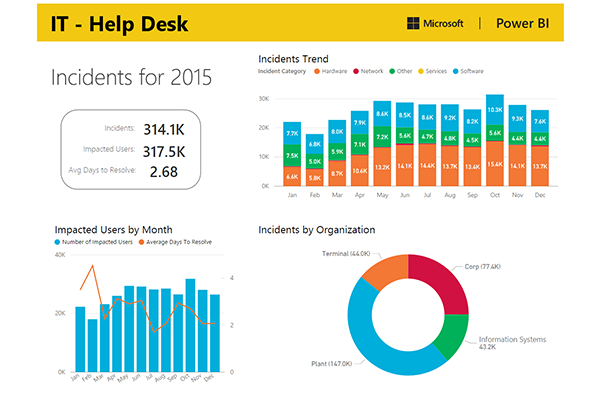 IT - Help Desk
Microsoft | Power BI
Incidents for 2015
Incidents: 314.1K
Impacted Users: 317.5K
Avg Days to Resolve: 2.68
Incidents Trend
Incident Category Hardware Network Other Services Software
30K
20K
10K
0K
7.7K 6.8K 8.0K 7.9K 8.6K 8.5K 8.6K 9.2K 8.2K 10.3K 9.3K 7.6K
7.5K 5.0K 5.9K 7.1K 7.2K 5.6K 4.7K 4.8K 4.5K 5.6K 4.4K 4.4K
6.6K 5.8K 8.7K 10.6K 13.2K 14.1K 14.4K 13.7K 13.4K 15.4K 14.1K 13.7K
Jan Feb Mar Apr May Jun Jul Aug Sep Oct Nov Dec
Impacted Users by Month
Number of Impacted Users Average Days To Resolve
40K
20K
0K
4
2
0
Jan Feb Mar Apr May Jun Jul Aug Sep Oct Nov Dec
Incidents by Organization
Terminal (44.0K)
Corp (77.4K)
Information Systems
43.2K
Plant (147.0K)